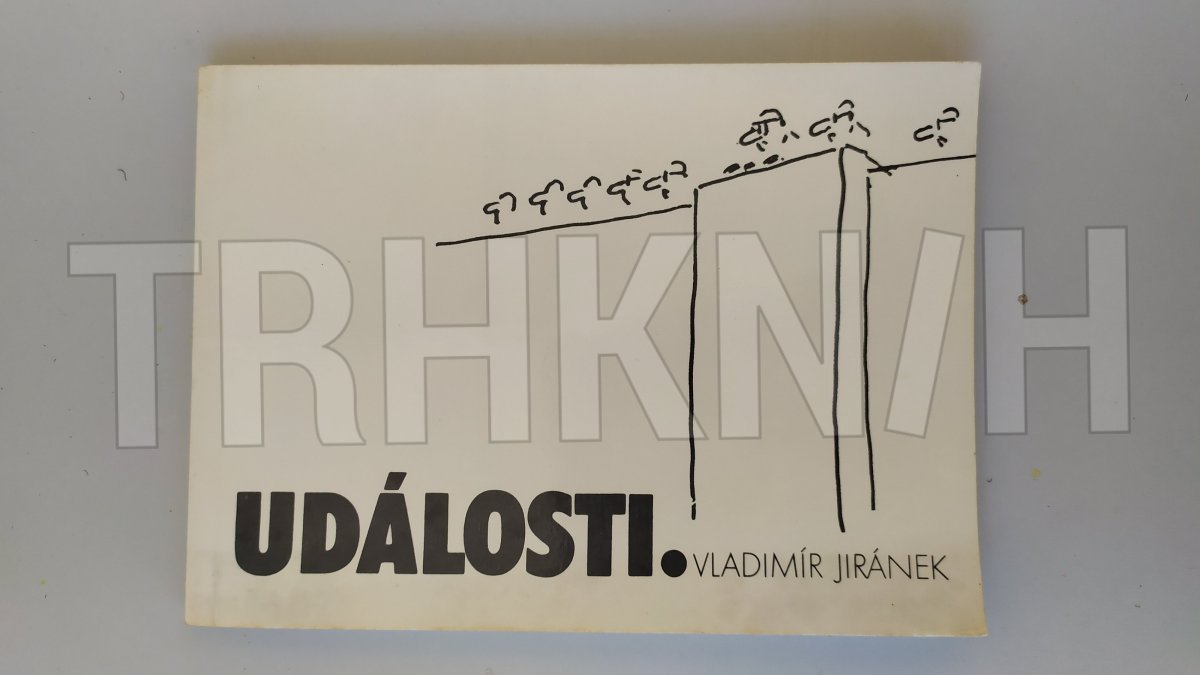 TRHKNIH
UDÁLOSTI.
VLADIMÍR JIRÁNEK